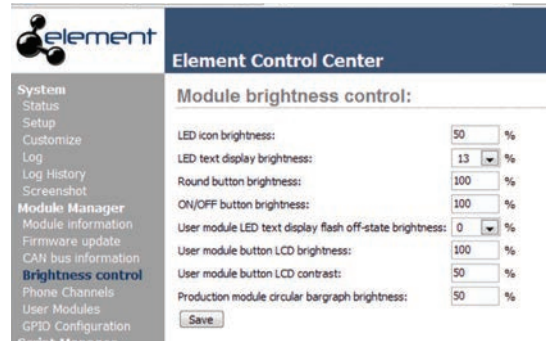 element
Element Control Center
System
Status
Setup
Customize
Log
Log History
Screenshot
Module Manager
Module information
Firmware update
CAN bus information
Brightness control
Phone Channels
User Modules
GPIO Configuration
Module brightness control:
LED icon brightness: 50 %
LED text display brightness: 13 %
Round button brightness: 100 %
ON/OFF button brightness: 100 %
User module LED text display flash off-state brightness: 0 %
User module button LCD brightness: 100 %
User module button LCD contrast: 50 %
Production module circular bargraph brightness: 50 %
Save